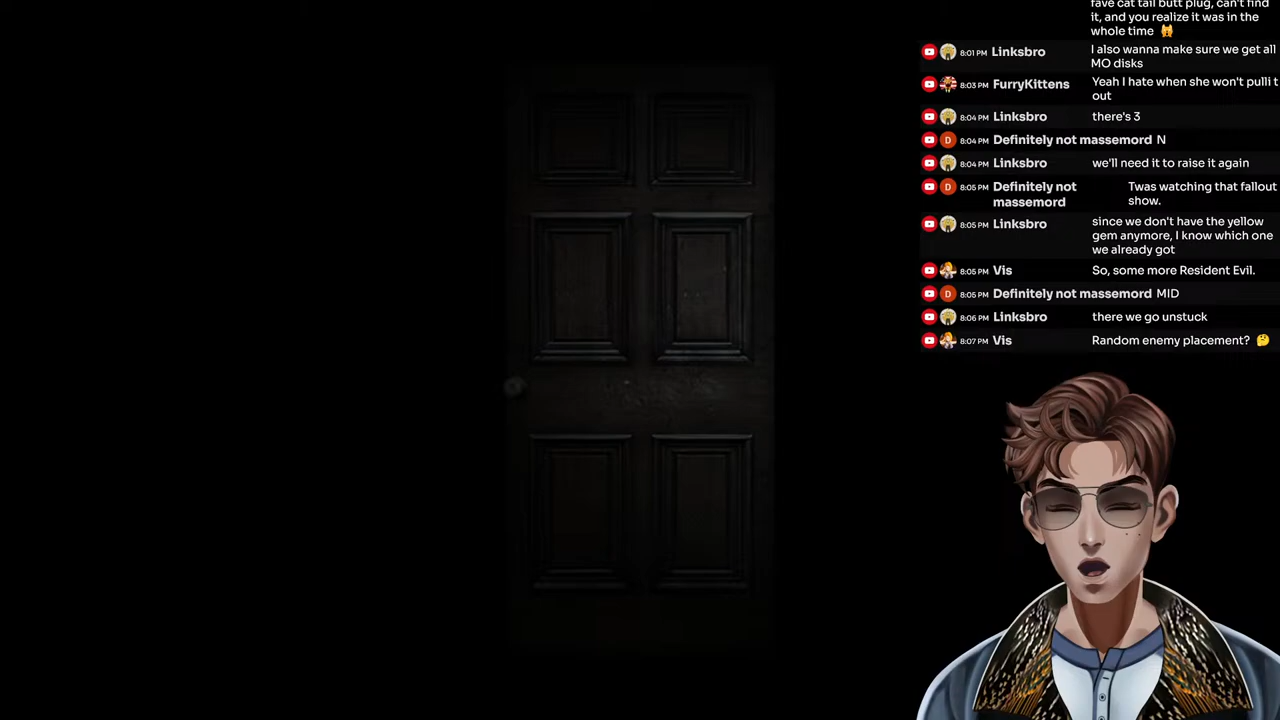 fave cat tail butt plug, can't find
it, and you realize it was in the
whole time
8:01 PM Linksbro I also wanna make sure we get all
MO disks
8:03 PM FurryKittens Yeah I hate when she won't pulli t
out
8:04 PM Linksbro there's 3
D 8:04 PM Definitely not massemord N
8:04 PM Linksbro we'll need it to raise it again
D 8:05 PM Definitely not massemord Twas watching that fallout
show.
8:05 PM Linksbro since we don't have the yellow
gem anymore, I know which one
we already got
8:05 PM Vis So, some more Resident Evil.
D 8:05 PM Definitely not massemord MID
8:06 PM Linksbro there we go unstuck
8:07 PM Vis Random enemy placement?